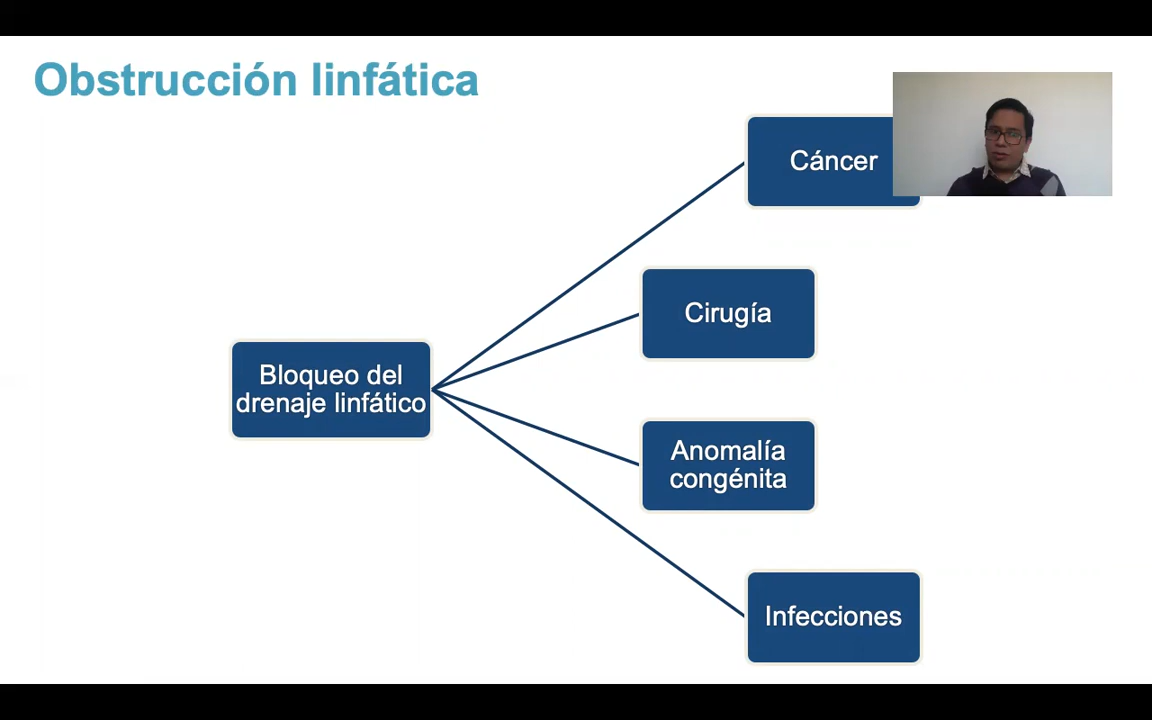 Obstrucción linfática
Cáncer
Cirugía
Bloqueo del
drenaje linfático
Anomalía
congénita
Infecciones